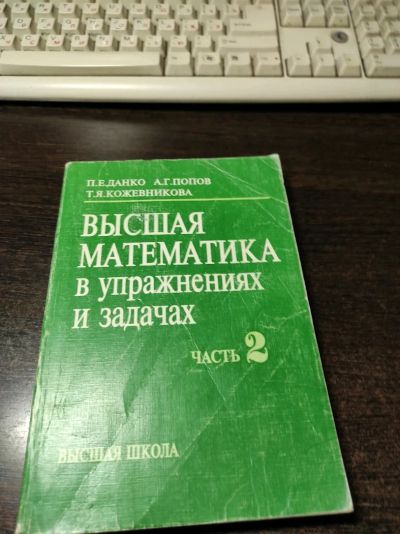 П.Е.ДАНКО А.Г.ПОПОВ
Т.Я.КОЖЕВНИКОВА
ВЫСШАЯ
МАТЕМАТИКА
в упражнениях
и задачах
ЧАСТЬ 2
ВЫСШАЯ ШКОЛА